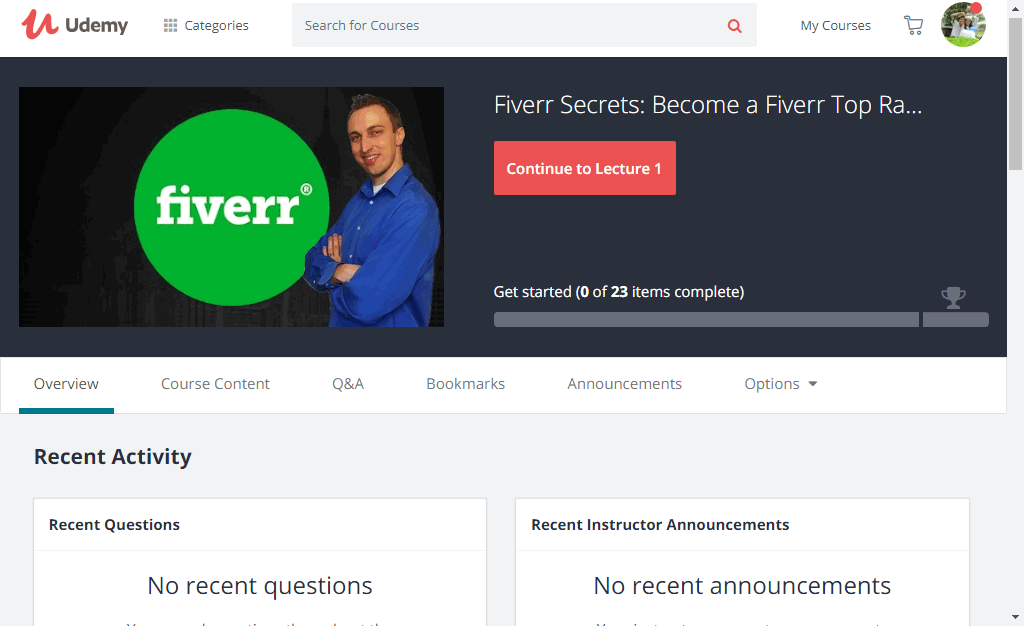 Udemy
Categories
Search for Courses
My Courses
fiverr®
Fiverr Secrets: Become a Fiverr Top Ra...
Continue to Lecture 1
Get started (0 of 23 items complete)
Overview
Course Content
Q&A
Bookmarks
Announcements
Options
Recent Activity
Recent Questions
No recent questions
Recent Instructor Announcements
No recent announcements